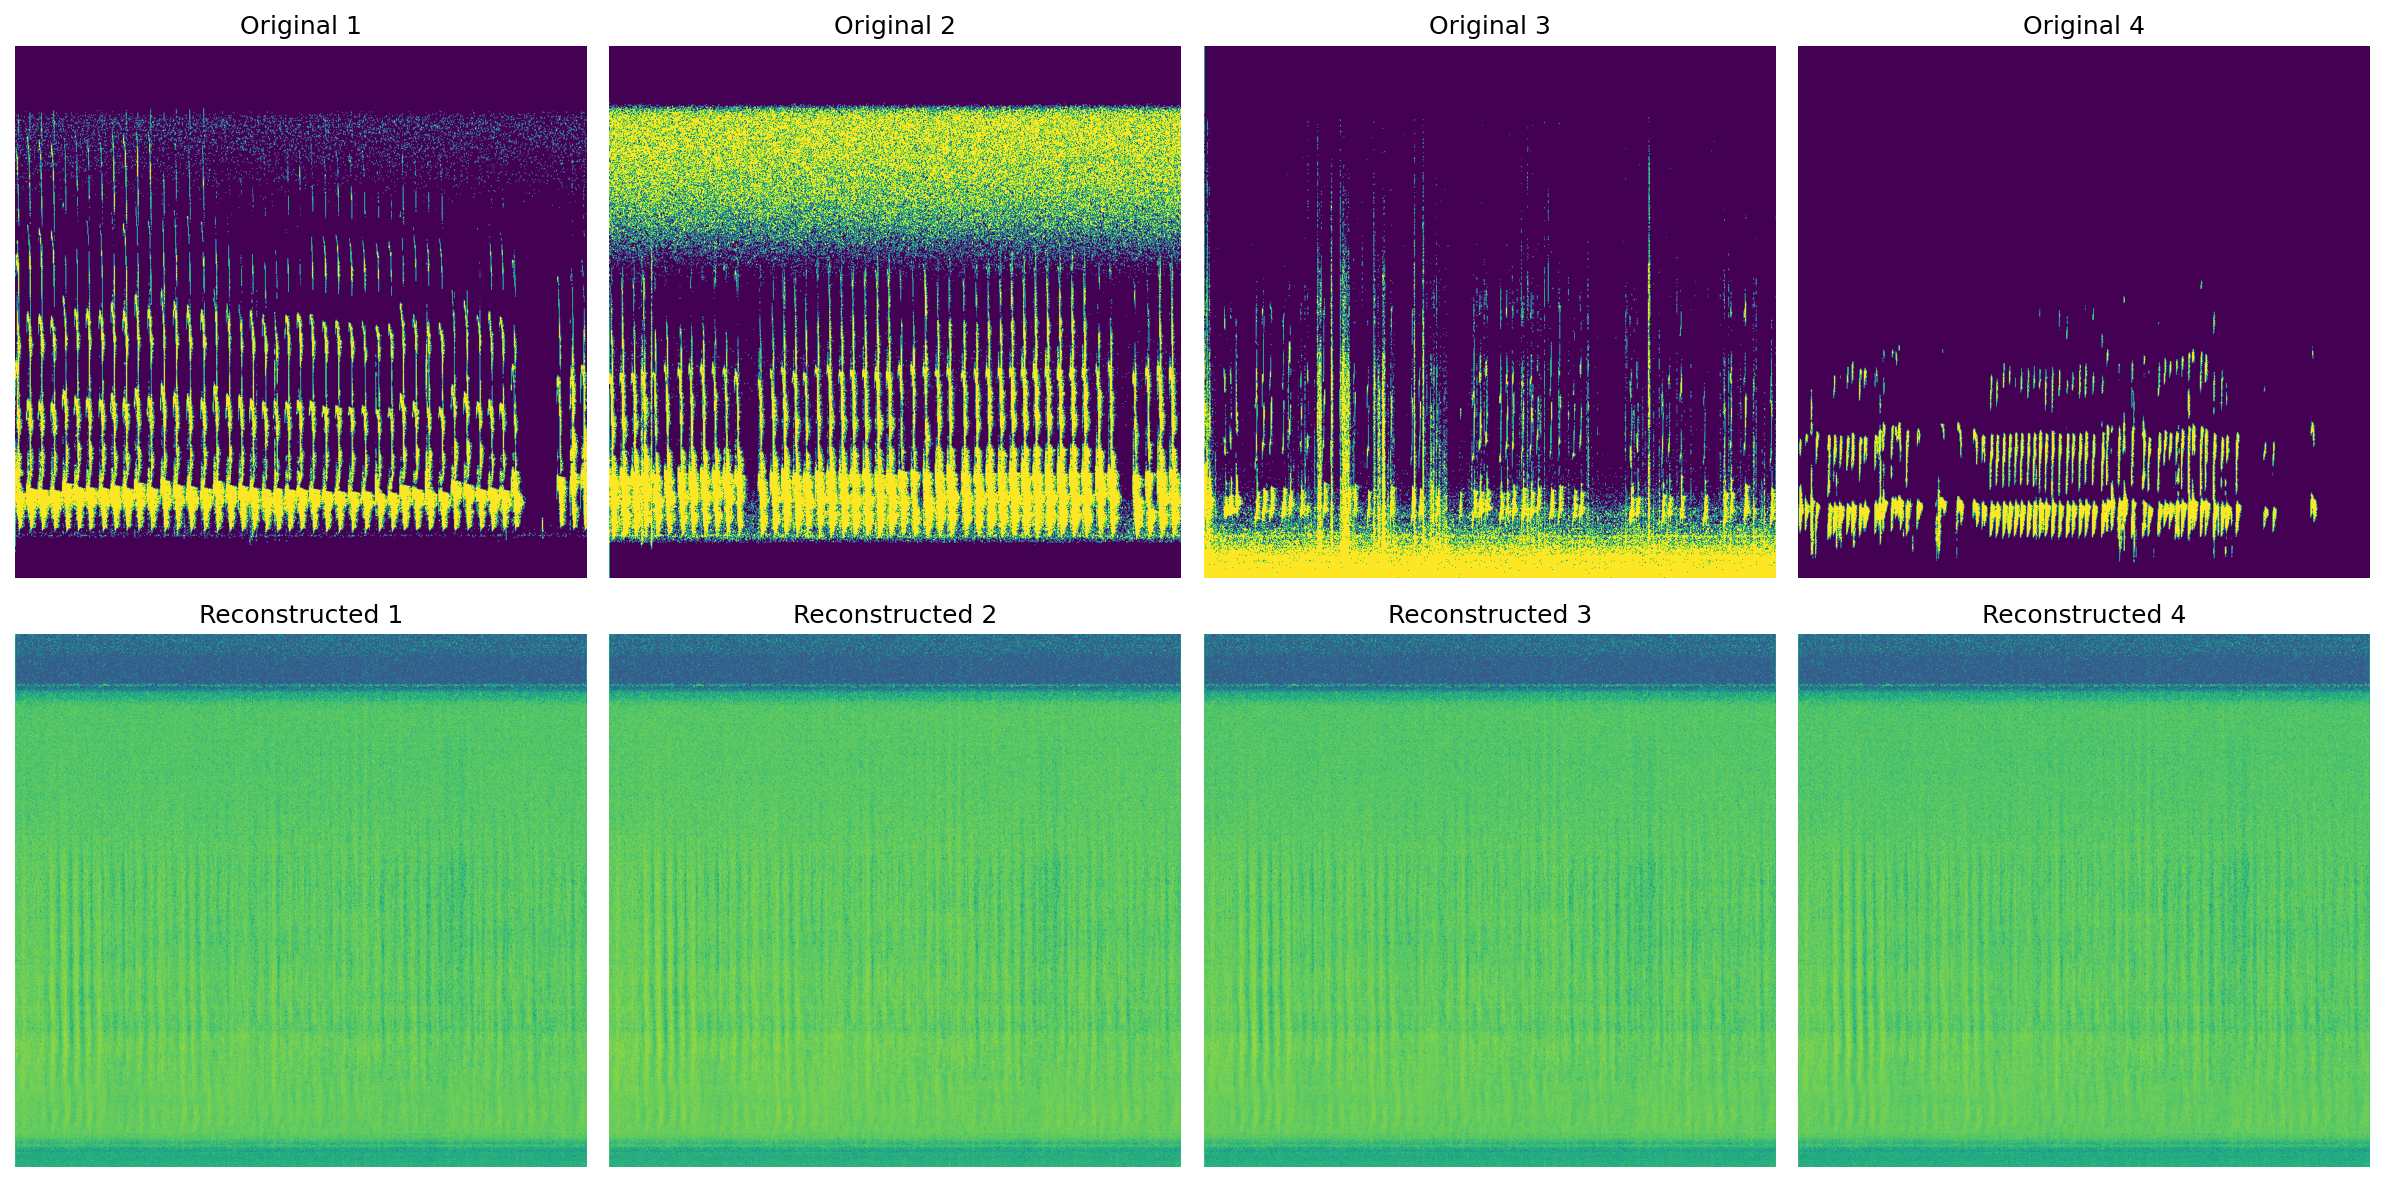 Original 1
Original 2
Original 3
Original 4
Reconstructed 1
Reconstructed 2
Reconstructed 3
Reconstructed 4